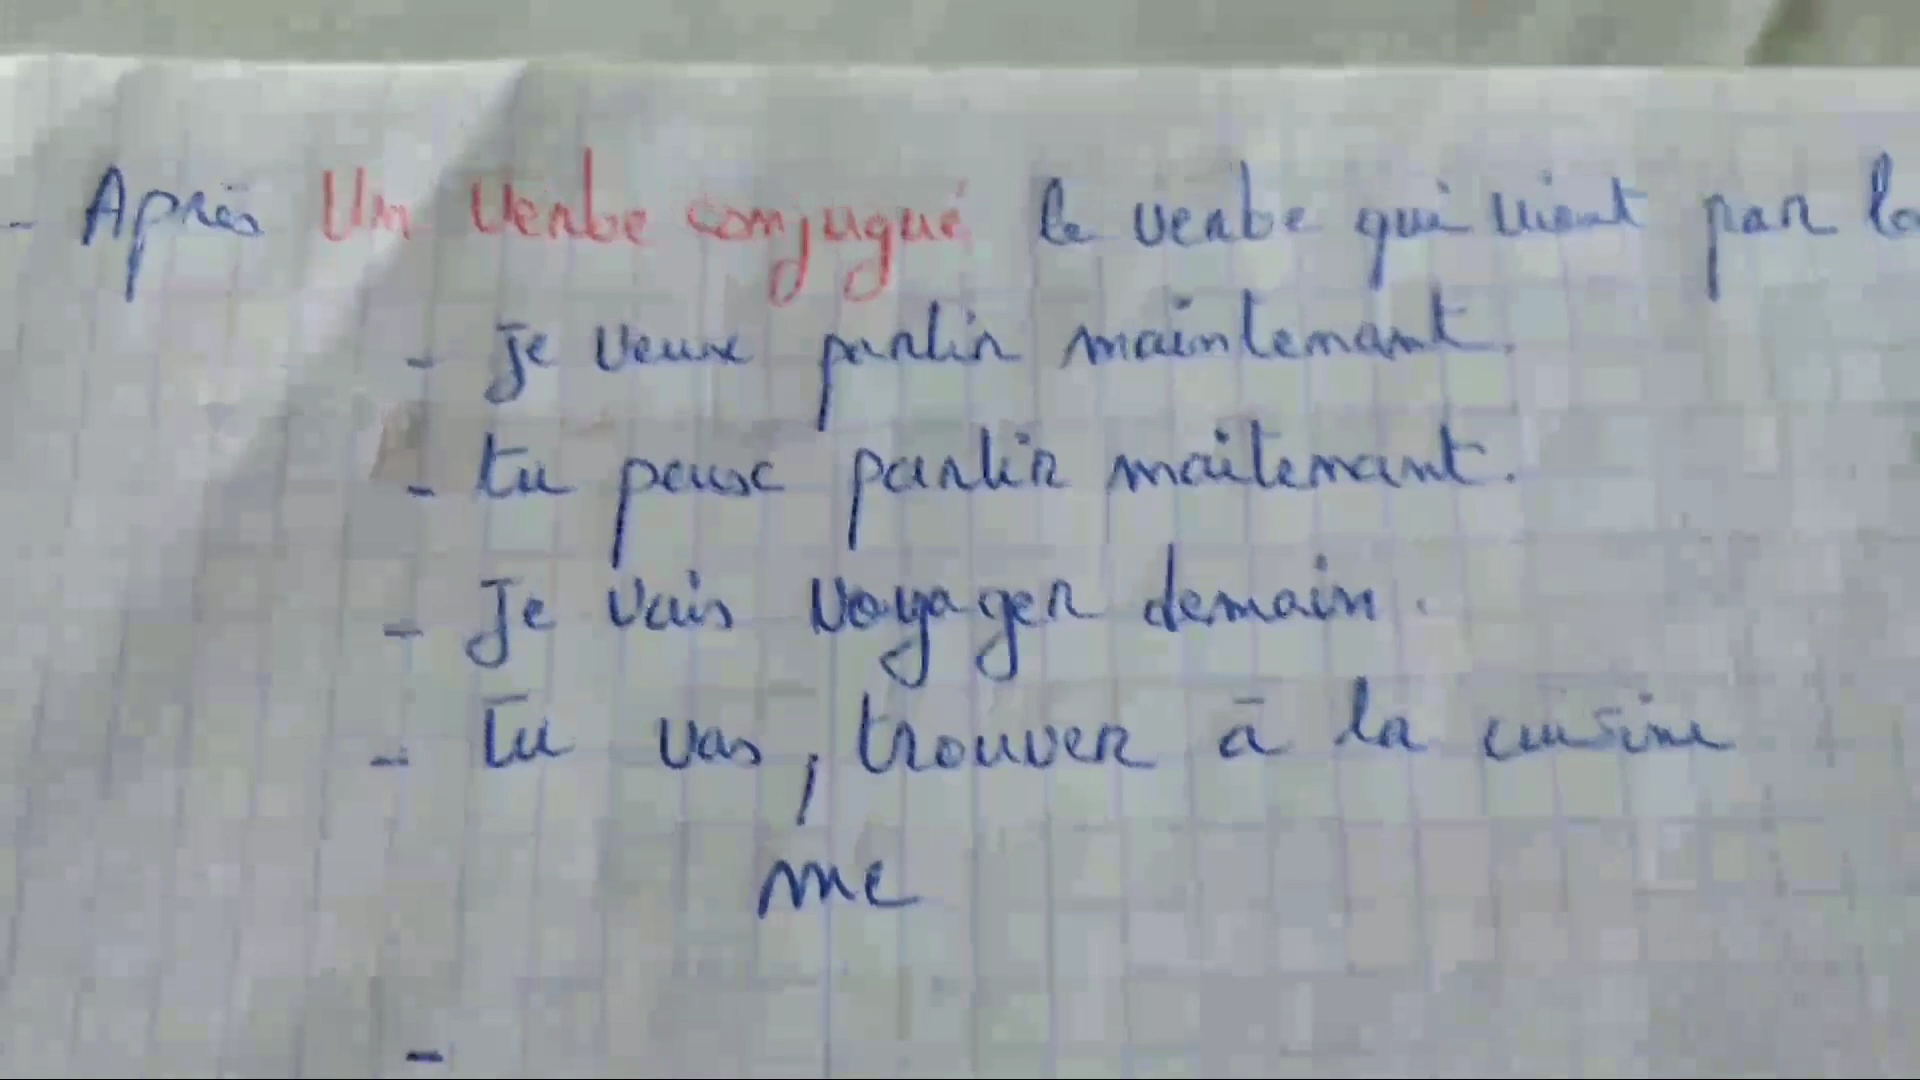 - Après Un verbe conjugué le verbe qui vient par la
- Je veux partir maintenant.
- tu peux partir maitenant.
- Je vais voyager demain.
- Tu vas, trouver à la cuisine
me
-